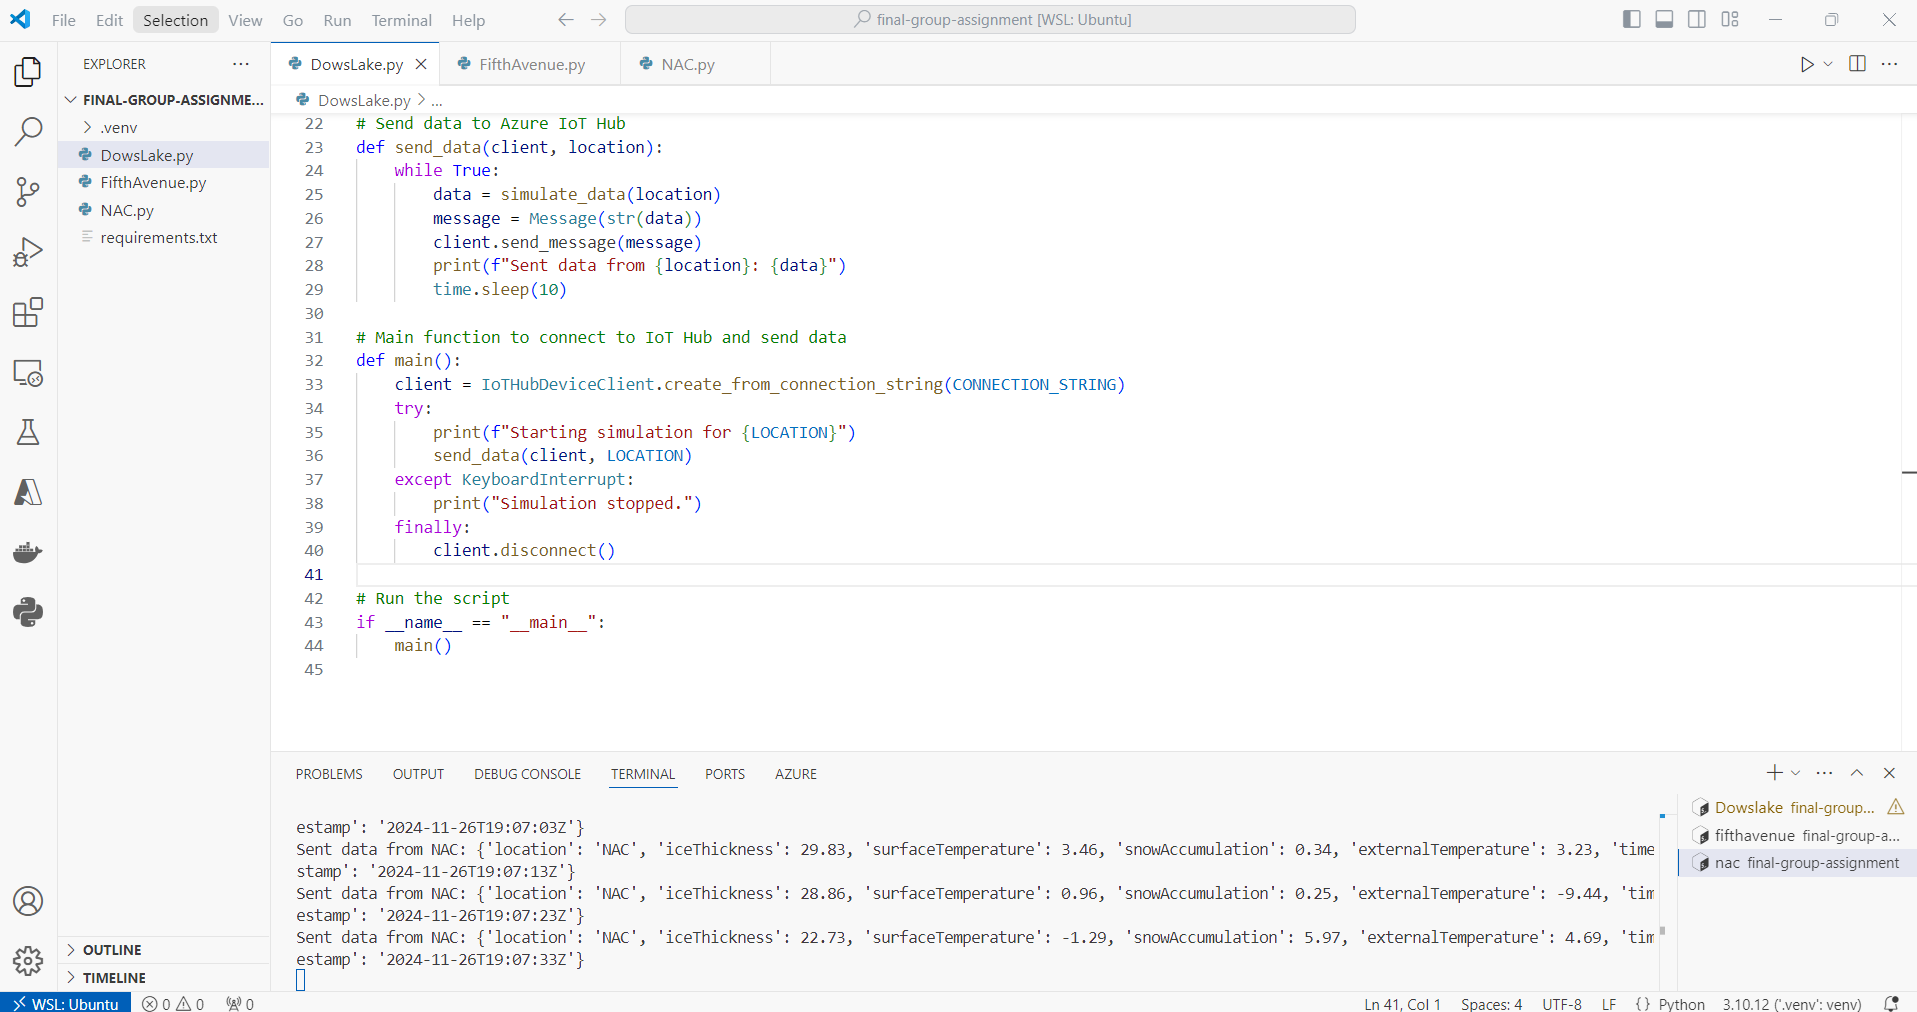 File Edit Selection View Go Run Terminal Help
final-group-assignment [WSL: Ubuntu]
EXPLORER
FINAL-GROUP-ASSIGNME...
.venv
DowsLake.py
FifthAvenue.py
NAC.py
requirements.txt
OUTLINE
TIMELINE
DowsLake.py FifthAvenue.py NAC.py
DowsLake.py > ...
22 # Send data to Azure IoT Hub
23 def send_data(client, location):
24 while True:
25 data = simulate_data(location)
26 message = Message(str(data))
27 client.send_message(message)
28 print(f"Sent data from {location}: {data}")
29 time.sleep(10)
30
31 # Main function to connect to IoT Hub and send data
32 def main():
33 client = IoTHubDeviceClient.create_from_connection_string(CONNECTION_STRING)
34 try:
35 print(f"Starting simulation for {LOCATION}")
36 send_data(client, LOCATION)
37 except KeyboardInterrupt:
38 print("Simulation stopped.")
39 finally:
40 client.disconnect()
41
42 # Run the script
43 if __name__ == "__main__":
44 main()
45
PROBLEMS OUTPUT DEBUG CONSOLE TERMINAL PORTS AZURE
estamp': '2024-11-26T19:07:03Z'}
Sent data from NAC: {'location': 'NAC', 'iceThickness': 29.83, 'surfaceTemperature': 3.46, 'snowAccumulation': 0.34, 'externalTemperature': 3.23, 'time
stamp': '2024-11-26T19:07:13Z'}
Sent data from NAC: {'location': 'NAC', 'iceThickness': 28.86, 'surfaceTemperature': 0.96, 'snowAccumulation': 0.25, 'externalTemperature': -9.44, 'tim
estamp': '2024-11-26T19:07:23Z'}
Sent data from NAC: {'location': 'NAC', 'iceThickness': 22.73, 'surfaceTemperature': -1.29, 'snowAccumulation': 5.97, 'externalTemperature': 4.69, 'tim
estamp': '2024-11-26T19:07:33Z'}
Dowslake final-group...
fifthavenue final-group-a...
nac final-group-assignment
WSL: Ubuntu 0 0 0 Ln 41, Col 1 Spaces: 4 UTF-8 LF {} Python 3.10.12 ('.venv': venv)